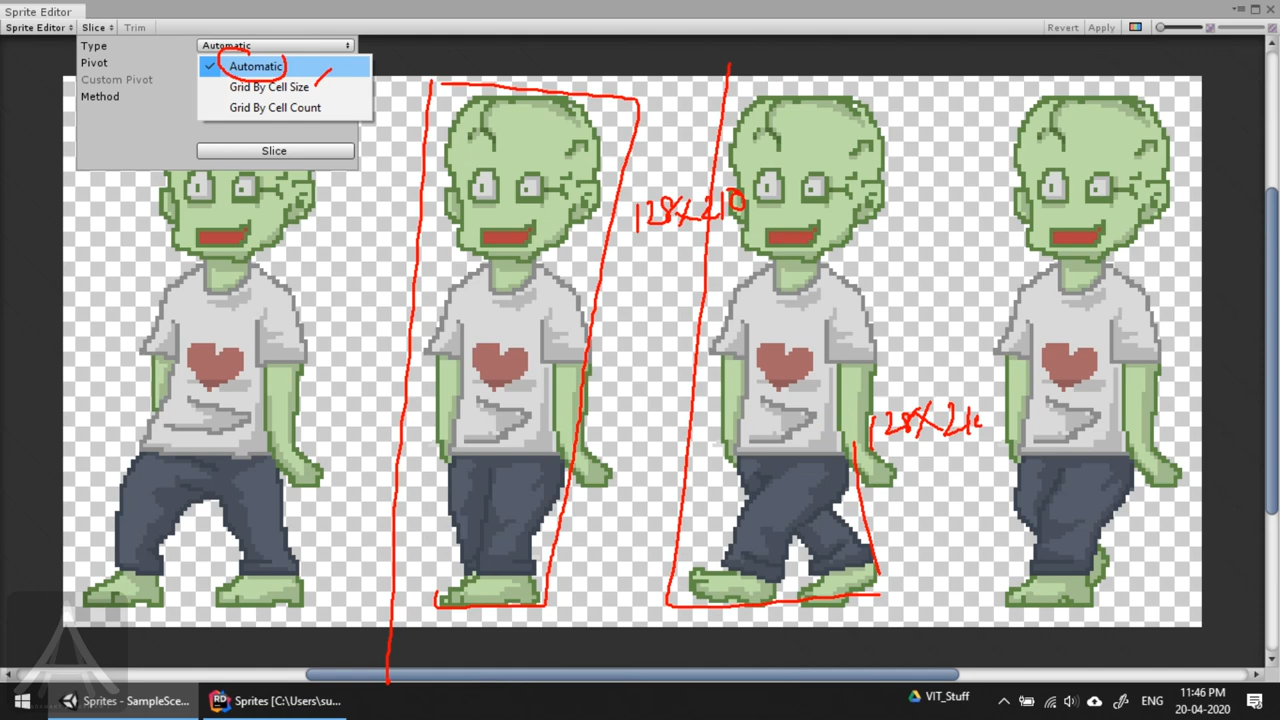 Sprite Editor
Sprite Editor Slice Trim Revert Apply
Type Automatic
Pivot
Custom Pivot
Method
Automatic
Grid By Cell Size
Grid By Cell Count
Slice
128X210
128X210
Sprites - SampleSce...
Sprites [C:\Users\su...
VIT_Stuff
ENG
11:46 PM
20-04-2020